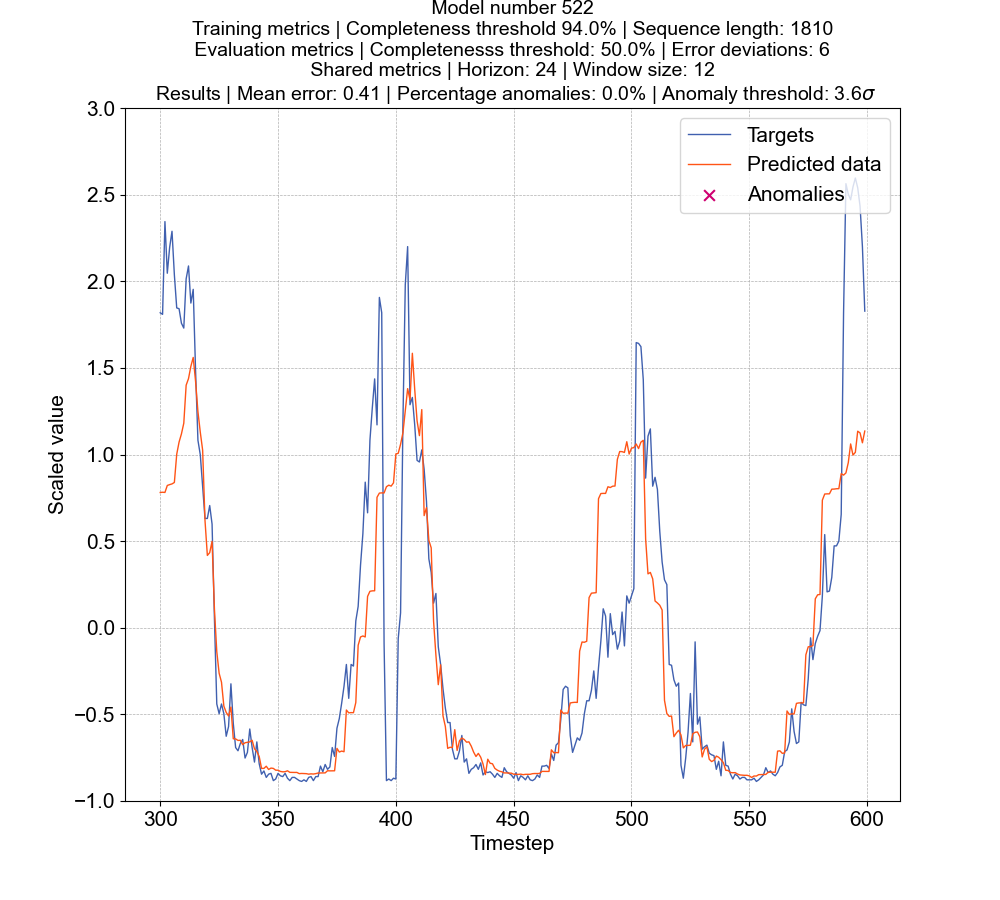 Model number 522
Training metrics | Completeness threshold 94.0% | Sequence length: 1810
Evaluation metrics | Completenesss threshold: 50.0% | Error deviations: 6
Shared metrics | Horizon: 24 | Window size: 12
Results | Mean error: 0.41 | Percentage anomalies: 0.0% | Anomaly threshold: 3.6σ
3.0
2.5
2.0
1.5
1.0
0.5
0.0
−0.5
−1.0
Scaled value
Targets
Predicted data
Anomalies
300 350 400 450 500 550 600
Timestep